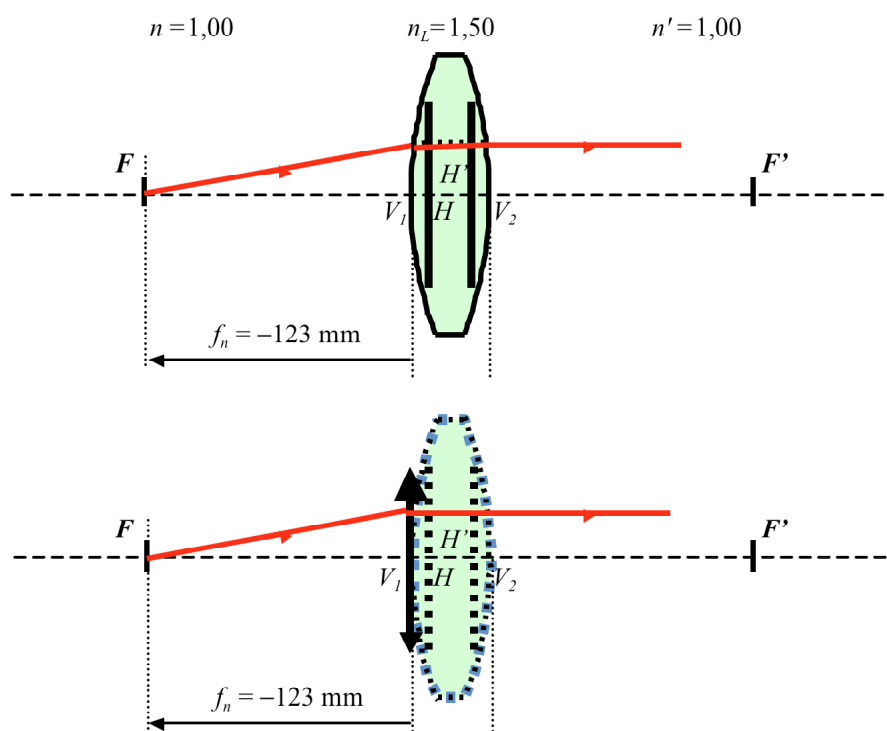 n =1,00 n_L=1,50 n' =1,00
F F'
H'
V_1 H V_2
f_n = –123 mm
F F'
H'
V_1 H V_2
f_n = –123 mm